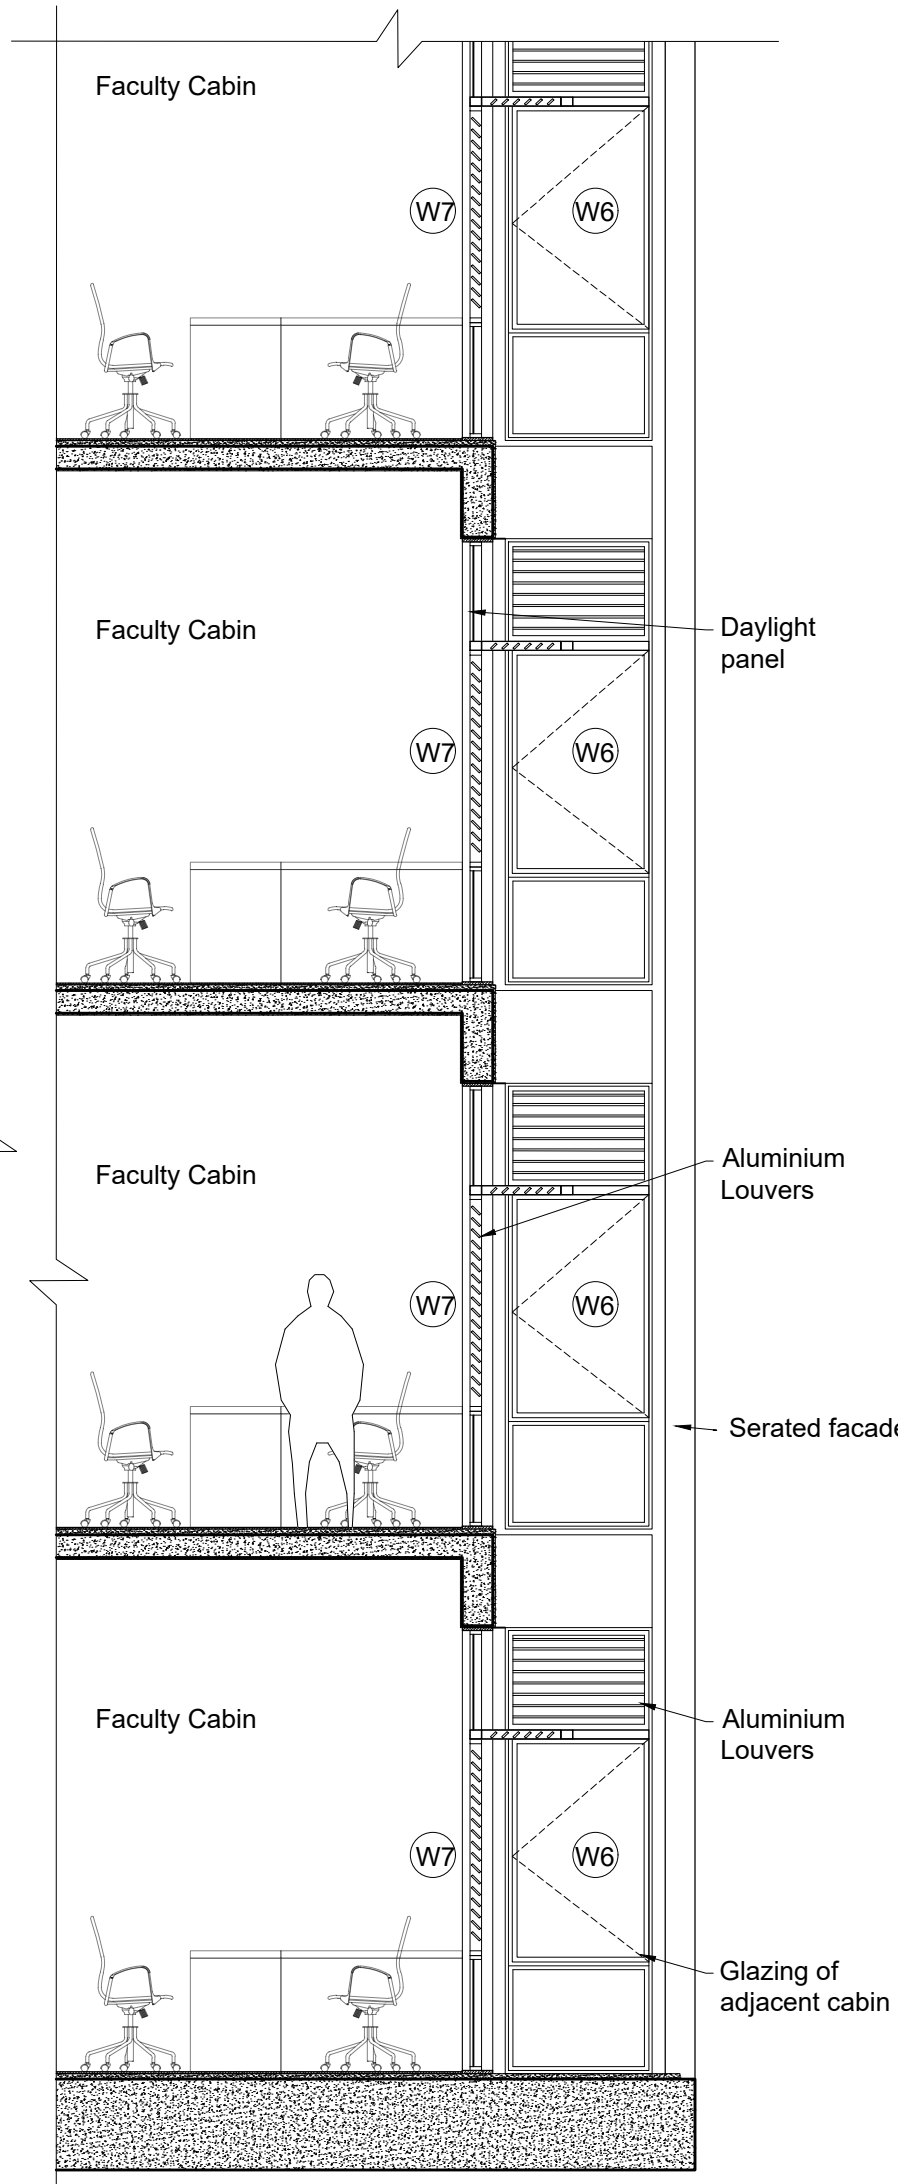 Faculty Cabin
W7
W6
Faculty Cabin
Daylight
panel
W7
W6
Faculty Cabin
Aluminium
Louvers
W7
W6
Serated facade
Faculty Cabin
Aluminium
Louvers
W7
W6
Glazing of
adjacent cabin